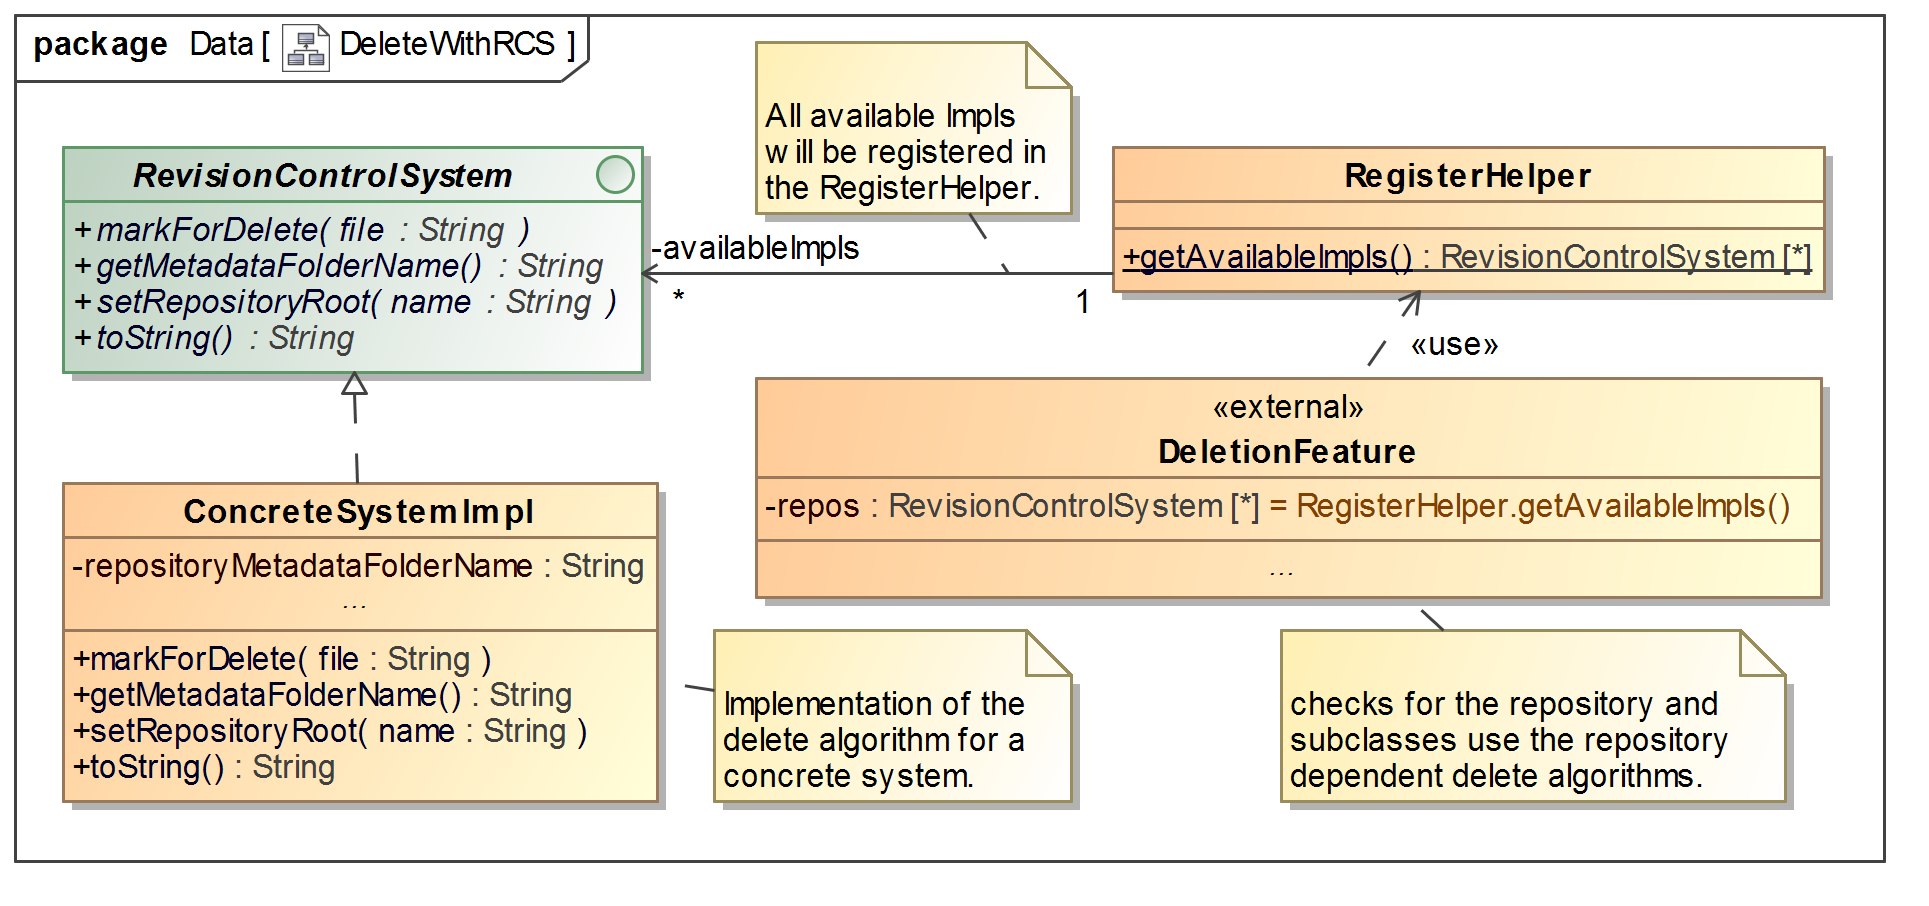 package Data [ DeleteWithRCS ]
All available Impls
will be registered in
the RegisterHelper.
RevisionControlSystem
+markForDelete( file : String )
+getMetadataFolderName() : String
+setRepositoryRoot( name : String )
+toString() : String
-availableImpls
*
1
RegisterHelper
+getAvailableImpls() : RevisionControlSystem [*]
«use»
«external»
DeletionFeature
-repos : RevisionControlSystem [*] = RegisterHelper.getAvailableImpls()
...
ConcreteSystemImpl
-repositoryMetadataFolderName : String
...
+markForDelete( file : String )
+getMetadataFolderName() : String
+setRepositoryRoot( name : String )
+toString() : String
Implementation of the
delete algorithm for a
concrete system.
checks for the repository and
subclasses use the repository
dependent delete algorithms.